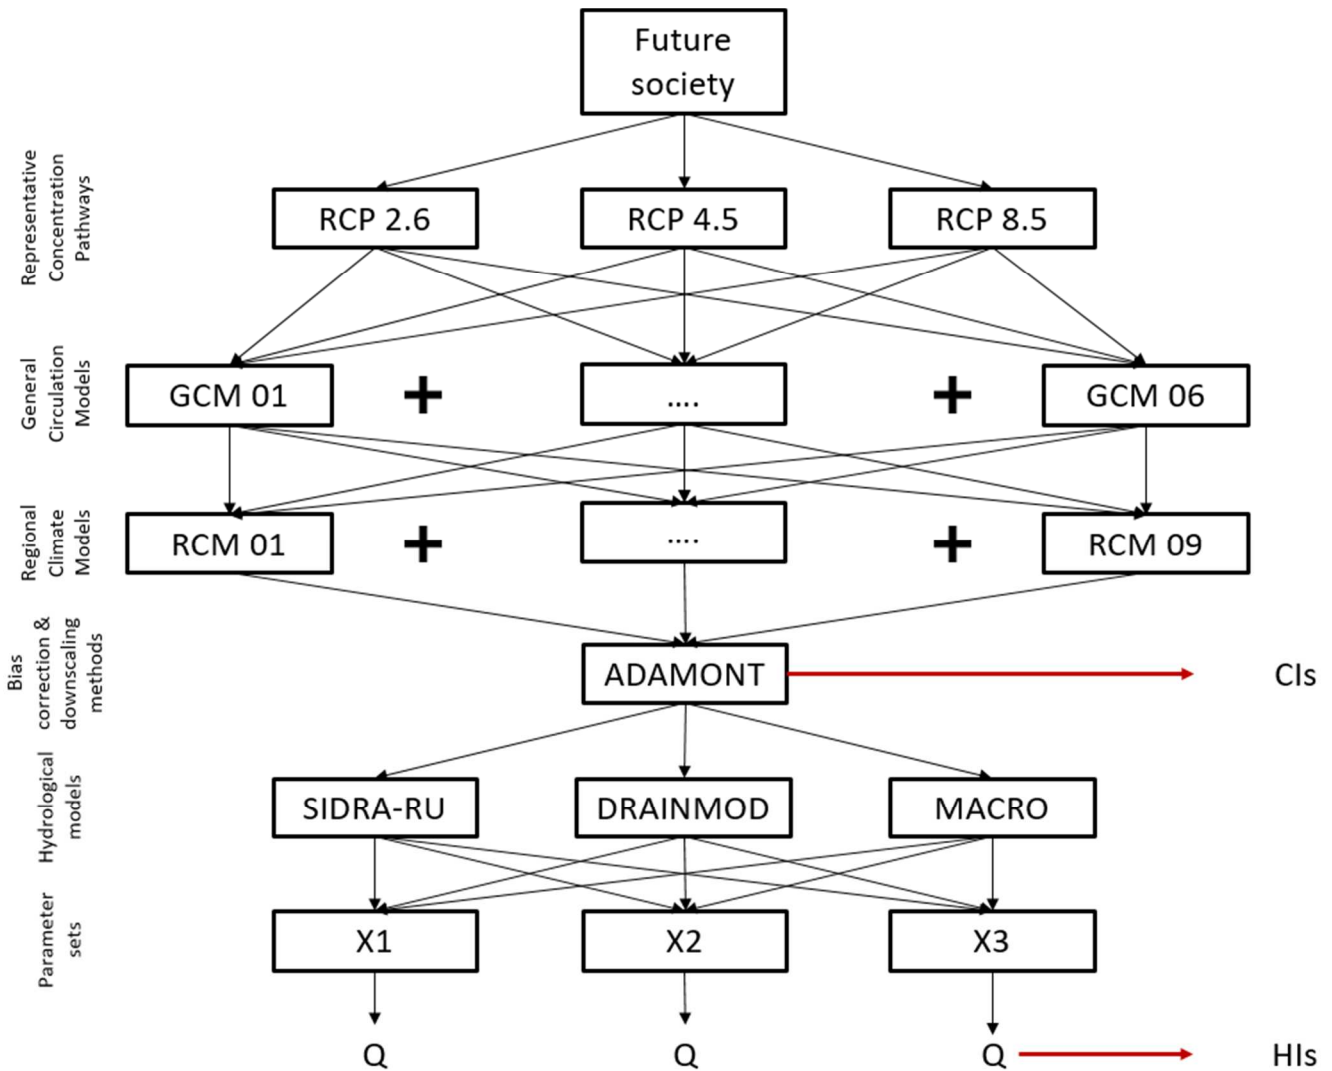 Future
society
Representative
Concentration
Pathways
RCP 2.6
RCP 4.5
RCP 8.5
General
Circulation
Models
GCM 01
+
....
+
GCM 06
Regional
Climate
Models
RCM 01
+
....
+
RCM 09
Bias
correction &
downscaling
methods
ADAMONT
CIs
Hydrological
models
SIDRA-RU
DRAINMOD
MACRO
Parameter
sets
X1
X2
X3
Q
Q
Q
HIs